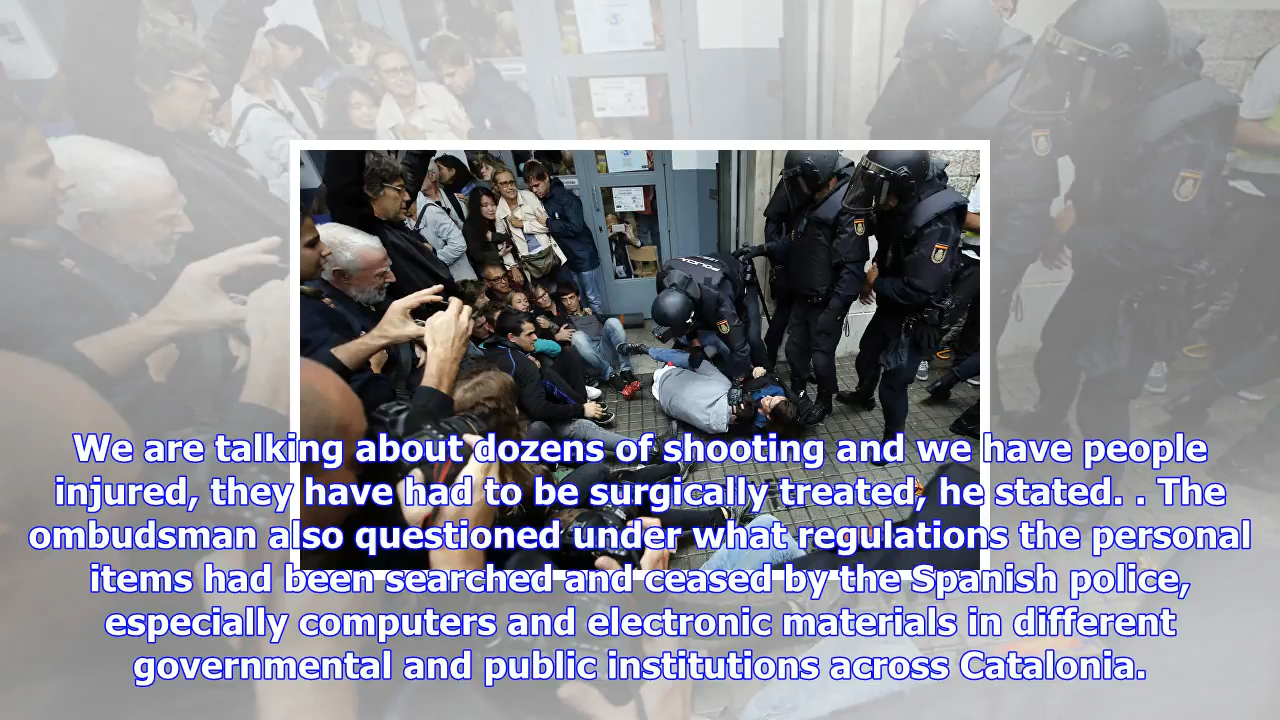 POLICIA
We are talking about dozens of shooting and we have people
injured, they have had to be surgically treated, he stated. . The
ombudsman also questioned under what regulations the personal
items had been searched and ceased by the Spanish police,
especially computers and electronic materials in different
governmental and public institutions across Catalonia.